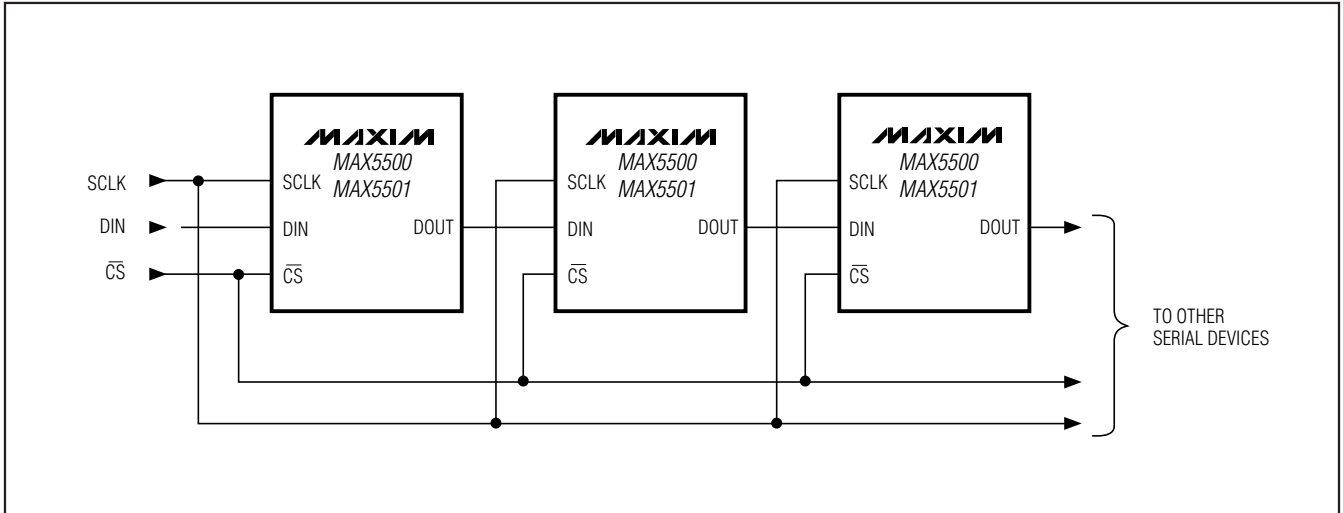 MAXIM
MAX5500
MAX5501
SCLK
DIN
CS
DOUT
MAXIM
MAX5500
MAX5501
SCLK
DIN
CS
DOUT
MAXIM
MAX5500
MAX5501
SCLK
DIN
CS
DOUT
SCLK
DIN
CS
TO OTHER
SERIAL DEVICES